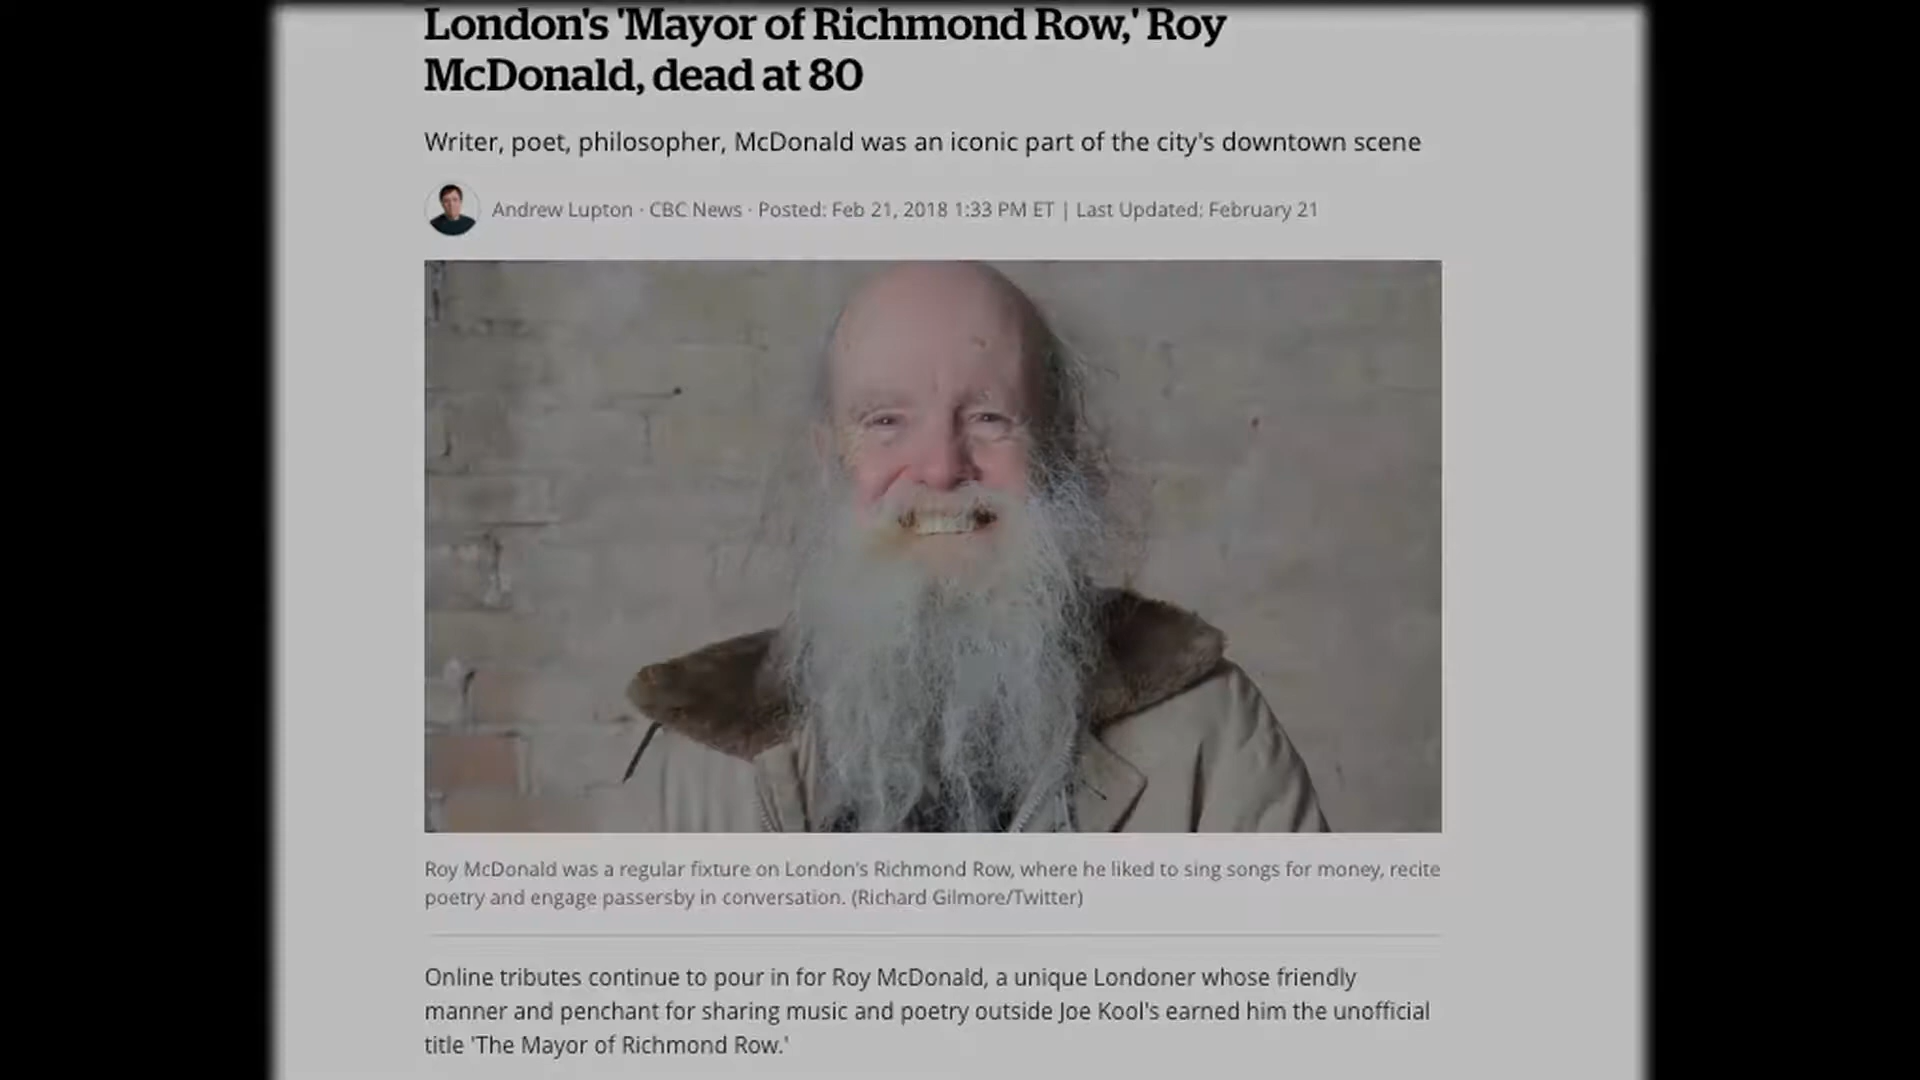 London's 'Mayor of Richmond Row,' Roy
McDonald, dead at 80
Writer, poet, philosopher, McDonald was an iconic part of the city's downtown scene
Andrew Lupton · CBC News · Posted: Feb 21, 2018 1:33 PM ET | Last Updated: February 21
Roy McDonald was a regular fixture on London's Richmond Row, where he liked to sing songs for money, recite
poetry and engage passersby in conversation. (Richard Gilmore/Twitter)
Online tributes continue to pour in for Roy McDonald, a unique Londoner whose friendly
manner and penchant for sharing music and poetry outside Joe Kool's earned him the unofficial
title 'The Mayor of Richmond Row.'